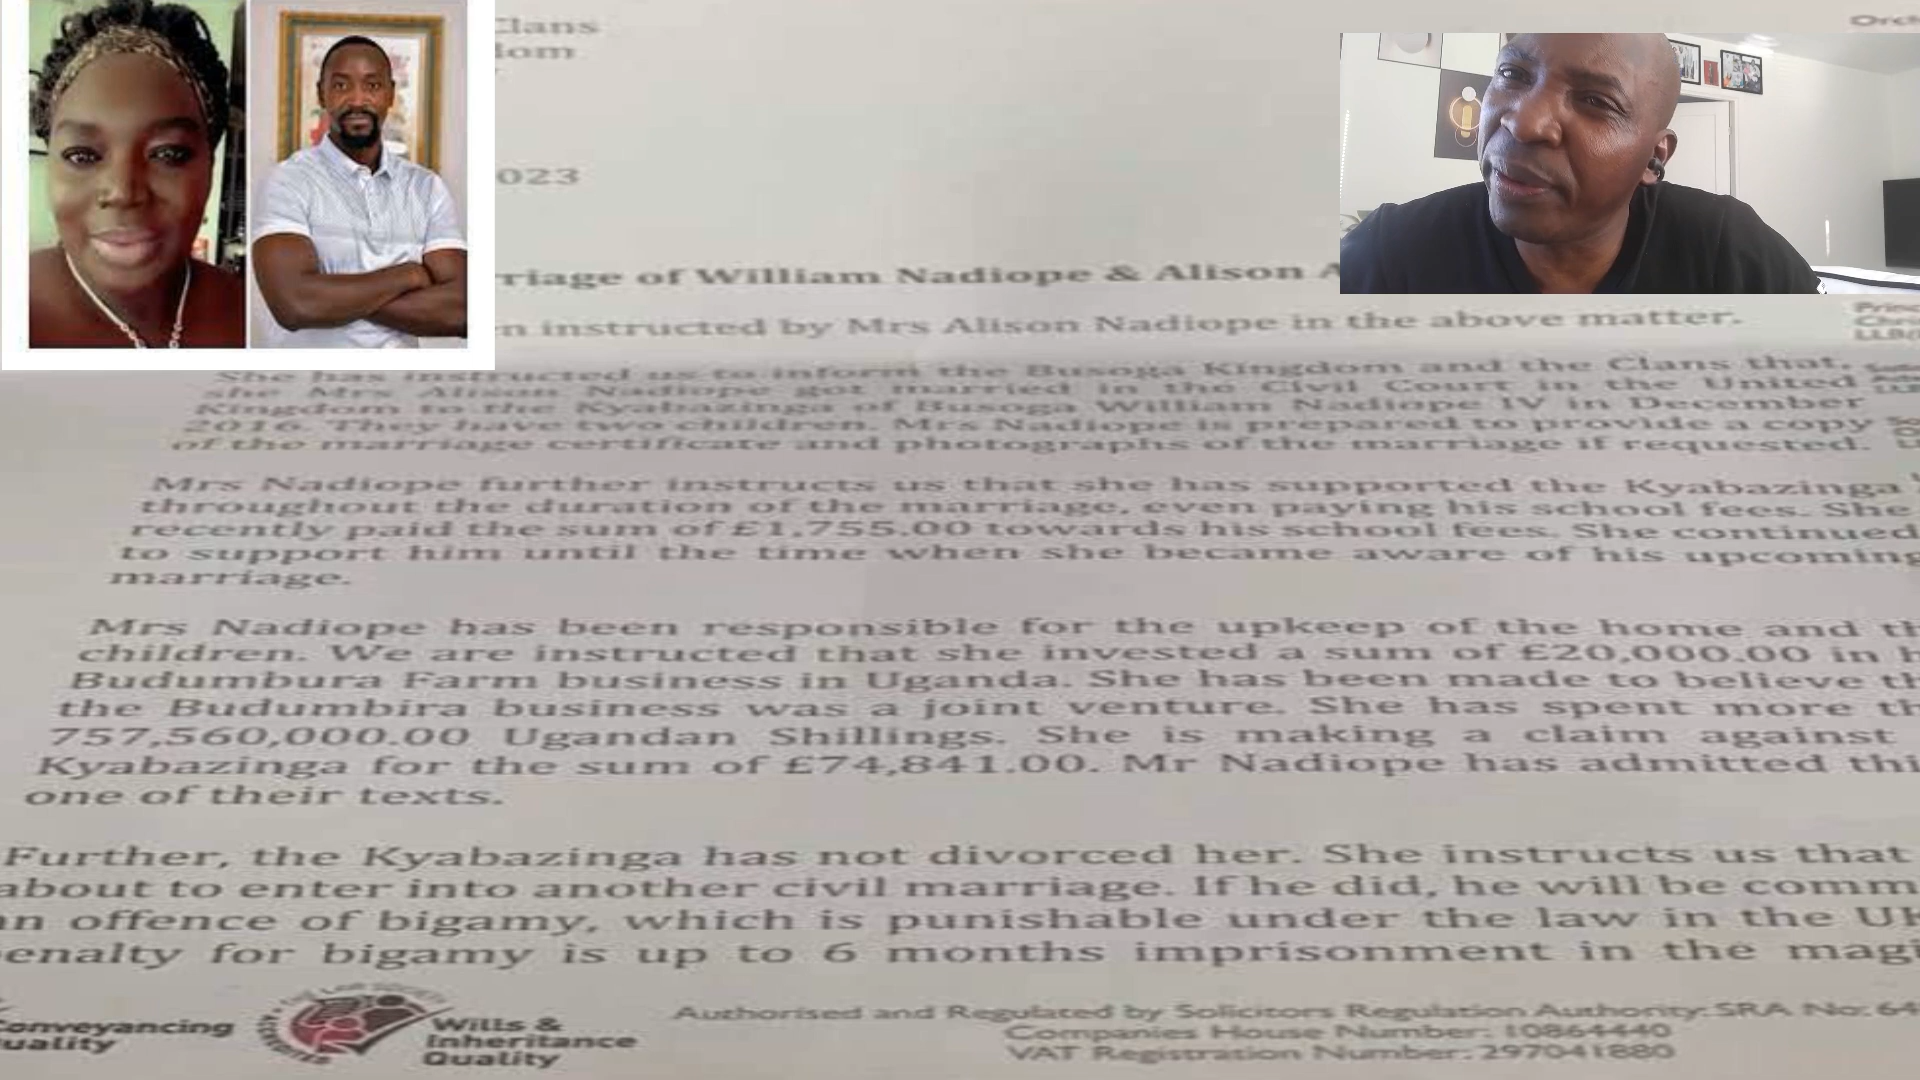 Clans
023
riage of William Nadiope & Alison A
n instructed by Mrs Alison Nadiope in the above matter.
She has instructed us to inform the Busoga Kingdom and the Clans that,
she Mrs Alison Nadiope got married in the Civil Court in the United
Kingdom to the Kyabazinga of Busoga William Nadiope IV in December
2016. They have two children. Mrs Nadiope is prepared to provide a copy
of the marriage certificate and photographs of the marriage if requested.
Mrs Nadiope further instructs us that she has supported the Kyabazinga
throughout the duration of the marriage, even paying his school fees. She
recently paid the sum of £1,755.00 towards his school fees. She continued
to support him until the time when she became aware of his upcoming
marriage.
Mrs Nadiope has been responsible for the upkeep of the home and th
children. We are instructed that she invested a sum of £20,000.00 in h
Budumbura Farm business in Uganda. She has been made to believe th
the Budumbira business was a joint venture. She has spent more th
757,560,000.00 Ugandan Shillings. She is making a claim against
Kyabazinga for the sum of £74,841.00. Mr Nadiope has admitted thi
one of their texts.
Further, the Kyabazinga has not divorced her. She instructs us that
about to enter into another civil marriage. If he did, he will be comm
an offence of bigamy, which is punishable under the law in the UK
enalty for bigamy is up to 6 months imprisonment in the magi
Conveyancing
Quality
Wills &
Inheritance
Quality
Authorised and Regulated by Solicitors Regulation Authority: SRA No: 64
Companies House Number: 10864440
VAT Registration Number: 297041880